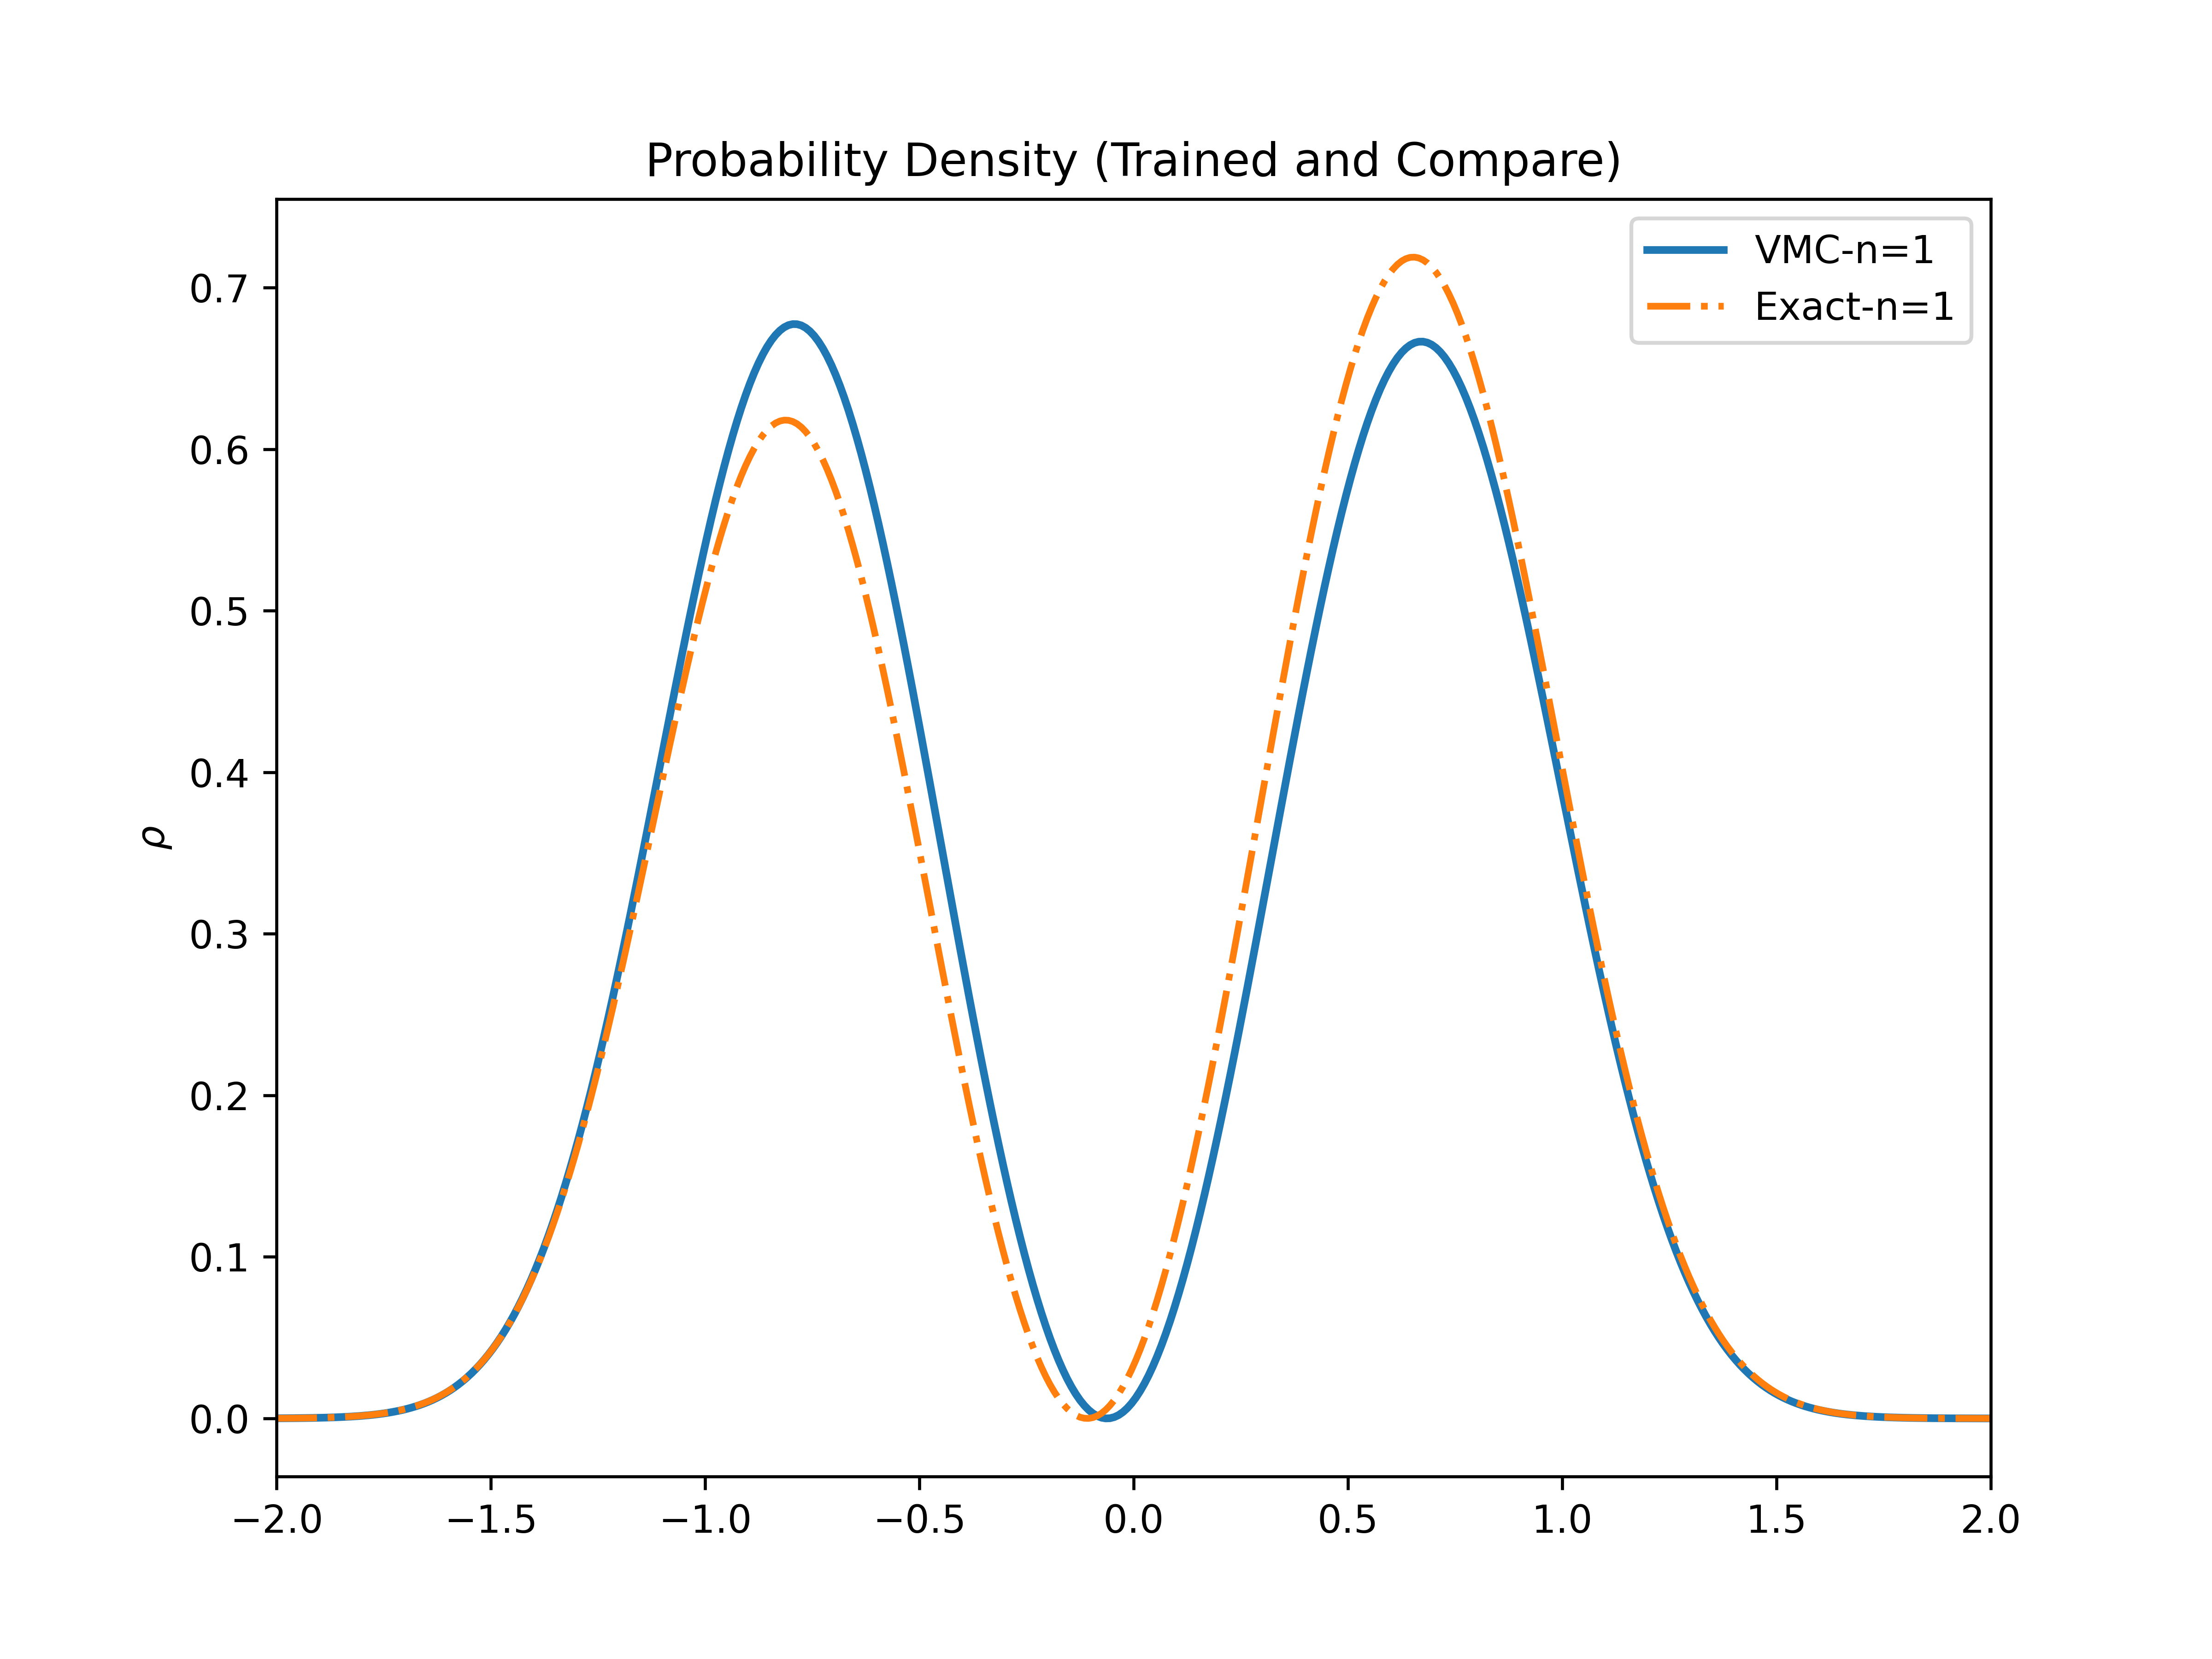 Probability Density (Trained and Compare)
VMC-n=1
Exact-n=1
0.7
0.6
0.5
0.4
ρ
0.3
0.2
0.1
0.0
−2.0 −1.5 −1.0 −0.5 0.0 0.5 1.0 1.5 2.0